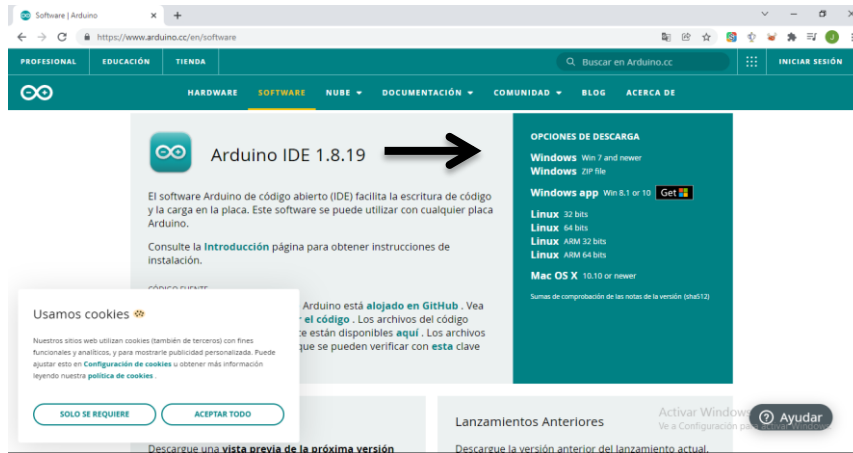 Software | Arduino
https://www.arduino.cc/en/software
PROFESIONAL EDUCACIÓN TIENDA
Buscar en Arduino.cc
INICIAR SESIÓN
HARDWARE SOFTWARE NUBE DOCUMENTACIÓN COMUNIDAD BLOG ACERCA DE
Arduino IDE 1.8.19
El software Arduino de código abierto (IDE) facilita la escritura de código
y la carga en la placa. Este software se puede utilizar con cualquier placa
Arduino.
Consulte la Introducción página para obtener instrucciones de
instalación.
Arduino está alojado en GitHub . Vea
el código . Los archivos del código
te están disponibles aquí . Los archivos
que se pueden verificar con esta clave
OPCIONES DE DESCARGA
Windows Win 7 and newer
Windows ZIP file
Windows app Win 8.1 or 10 Get
Linux 32 bits
Linux 64 bits
Linux ARM 32 bits
Linux ARM 64 bits
Mac OS X 10.10 or newer
Sumas de comprobación de las notas de la versión (sha512)
Usamos cookies
Nuestros sitios web utilizan cookies (también de terceros) con fines
funcionales y analíticos, y para mostrarle publicidad personalizada. Puede
ajustar esto en Configuración de cookies u obtener más información
leyendo nuestra política de cookies .
SOLO SE REQUIERE ACEPTAR TODO
Descargue una vista previa de la próxima versión
Lanzamientos Anteriores
Descargue la versión anterior del lanzamiento actual,
Activar Windows
Ve a Configuración para activar Windows.
Ayudar